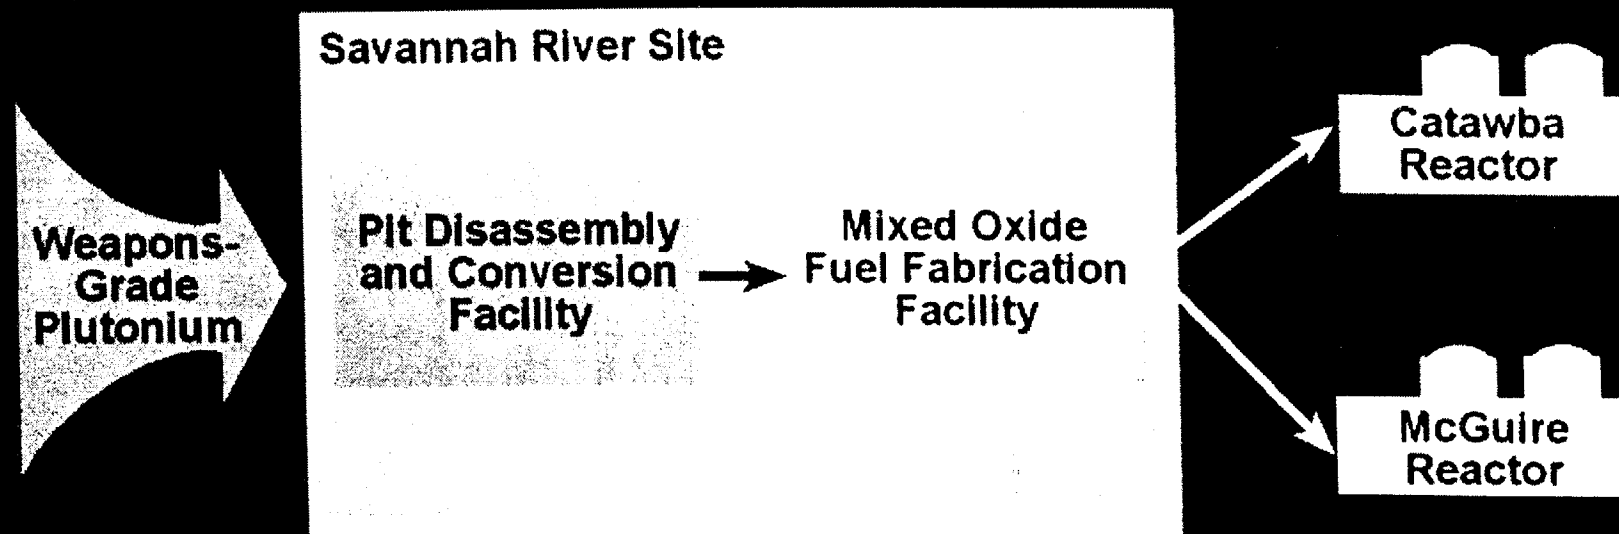 Savannah River Site
Weapons-
Grade
Plutonium
Pit Disassembly
and Conversion
Facility
Mixed Oxide
Fuel Fabrication
Facility
Catawba
Reactor
McGuire
Reactor